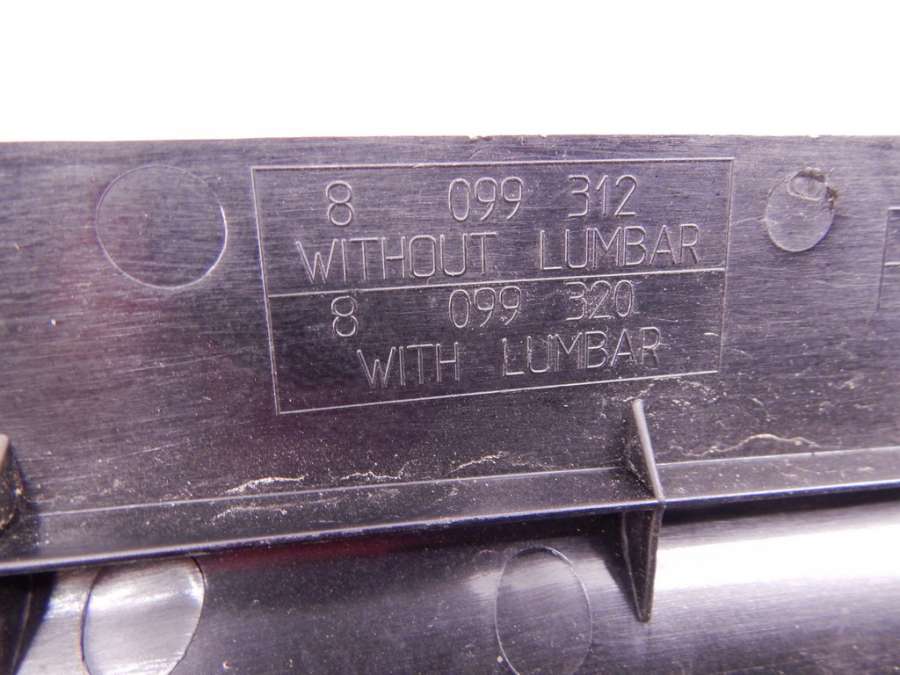 8 099 312
WITHOUT LUMBAR
8 099 320
WITH LUMBAR